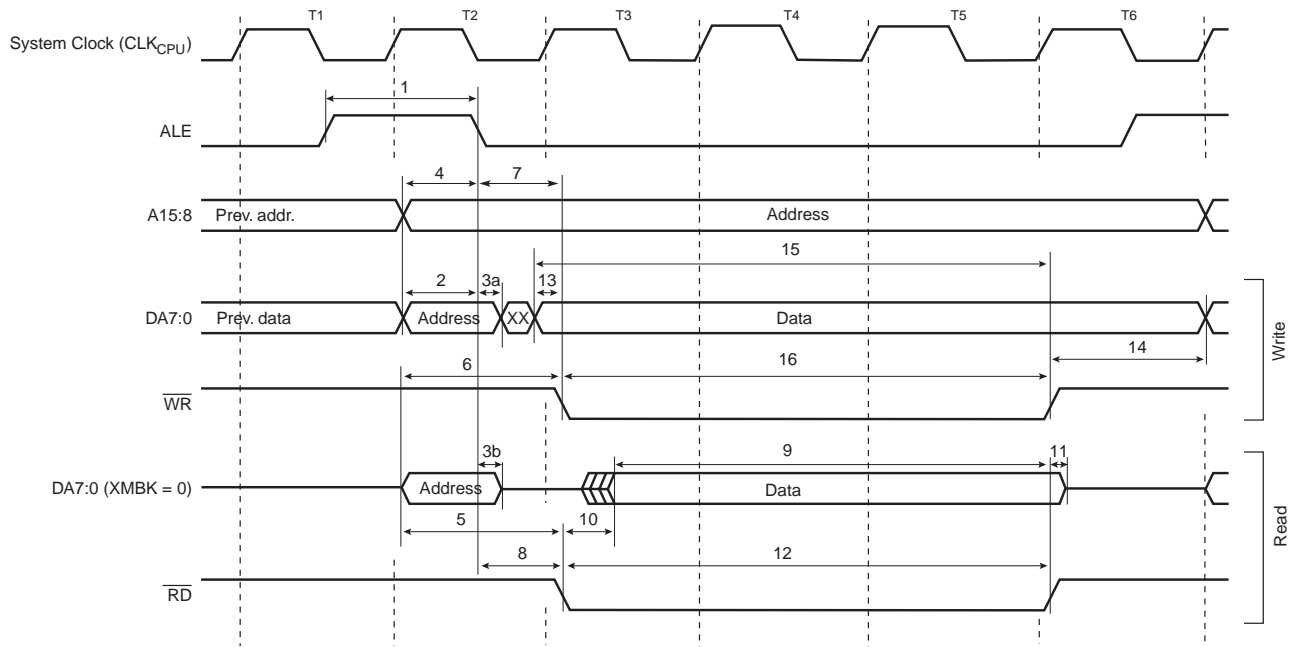 T1 T2 T3 T4 T5 T6
System Clock (CLKCPU)
1
ALE
4 7
A15:8 Prev. addr. Address
15
2 3a 13
DA7:0 Prev. data Address XX Data
14
6 16
WR
3b 9 11
DA7:0 (XMBK = 0) Address Data
5 10
8 12
RD
Write
Read